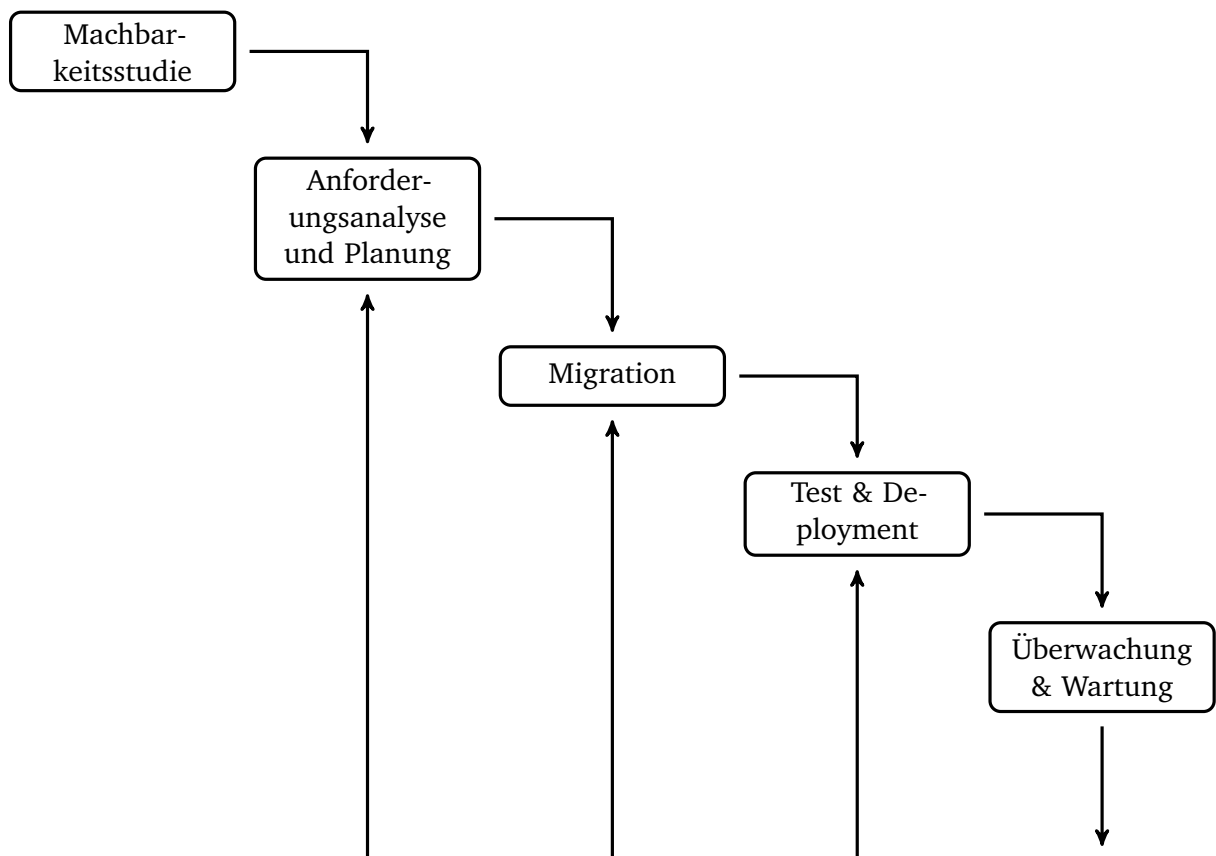 Machbar-
keitsstudie
Anforder-
ungsanalyse
und Planung
Migration
Test & De-
ployment
Überwachung
& Wartung